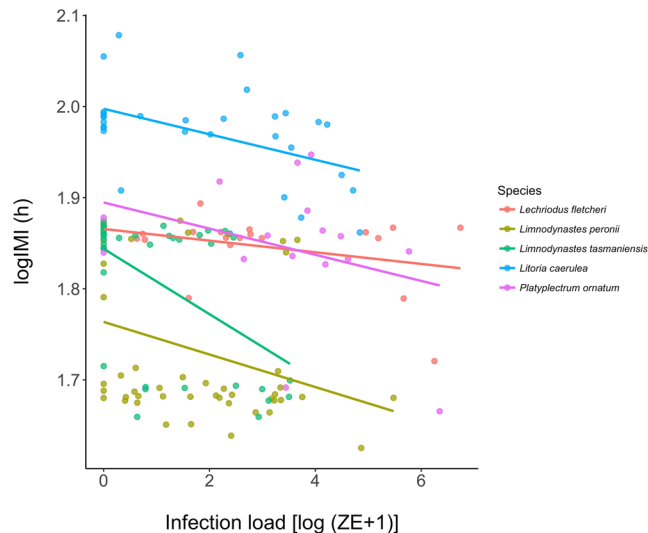 2.1
2.0
1.9
1.8
1.7
logIMI (h)
0
2
4
6
Infection load [log (ZE+1)]
Species
Lechriodus fletcheri
Limnodynastes peronii
Limnodynastes tasmaniensis
Litoria caerulea
Platyplectrum ornatum